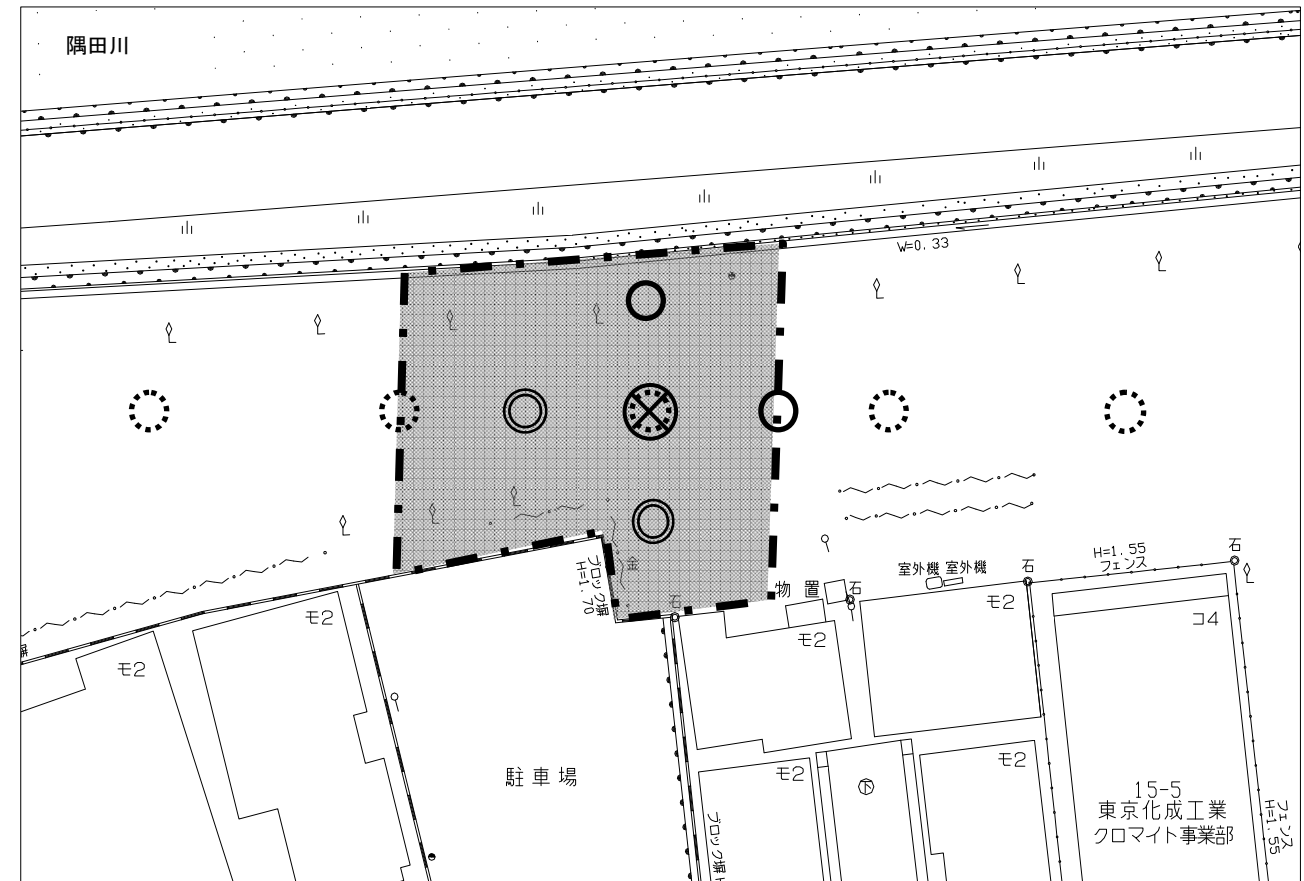 隅田川
W=0.33
H=1.55
フェンス
石
室外機 室外機
石
物置
石
金
ブロック塀
H=1.70
石
モ2
モ2
モ2
モ2
コ4
モ2
モ2
駐車場
下
15-5
東京化成工業
クロマイト事業部
フェンス
H=1.55
ブロック塀